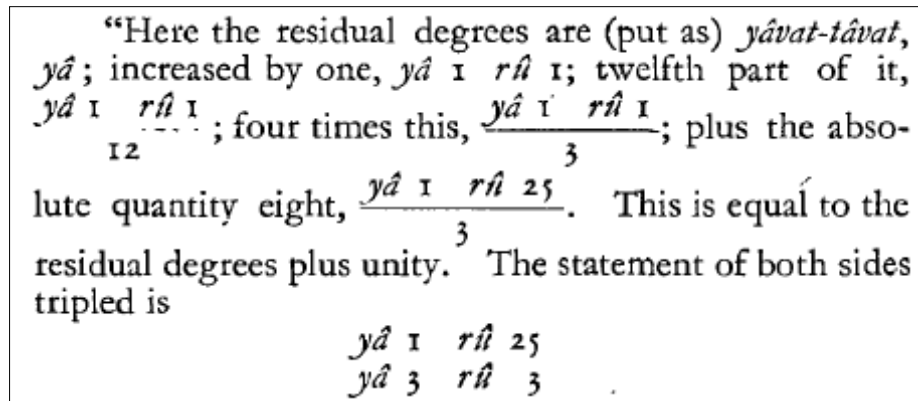 “Here the residual degrees are (put as) yâvat-tâvat,
yâ; increased by one, yâ 1 rû 1; twelfth part of it,
yâ 1 rû 1
12
; four times this,
yâ 1 rû 1
3
; plus the abso-
lute quantity eight,
yâ 1 rû 25
3
. This is equal to the
residual degrees plus unity. The statement of both sides
tripled is
yâ 1 rû 25
yâ 3 rû 3